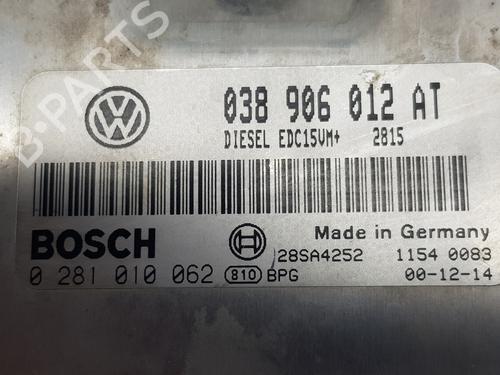 B-PARTS
038 906 012 AT
DIESEL EDC15VM+ 2815
BOSCH
Made in Germany
28SA4252 1154 0083
0 281 010 062 810 BPG 00-12-14